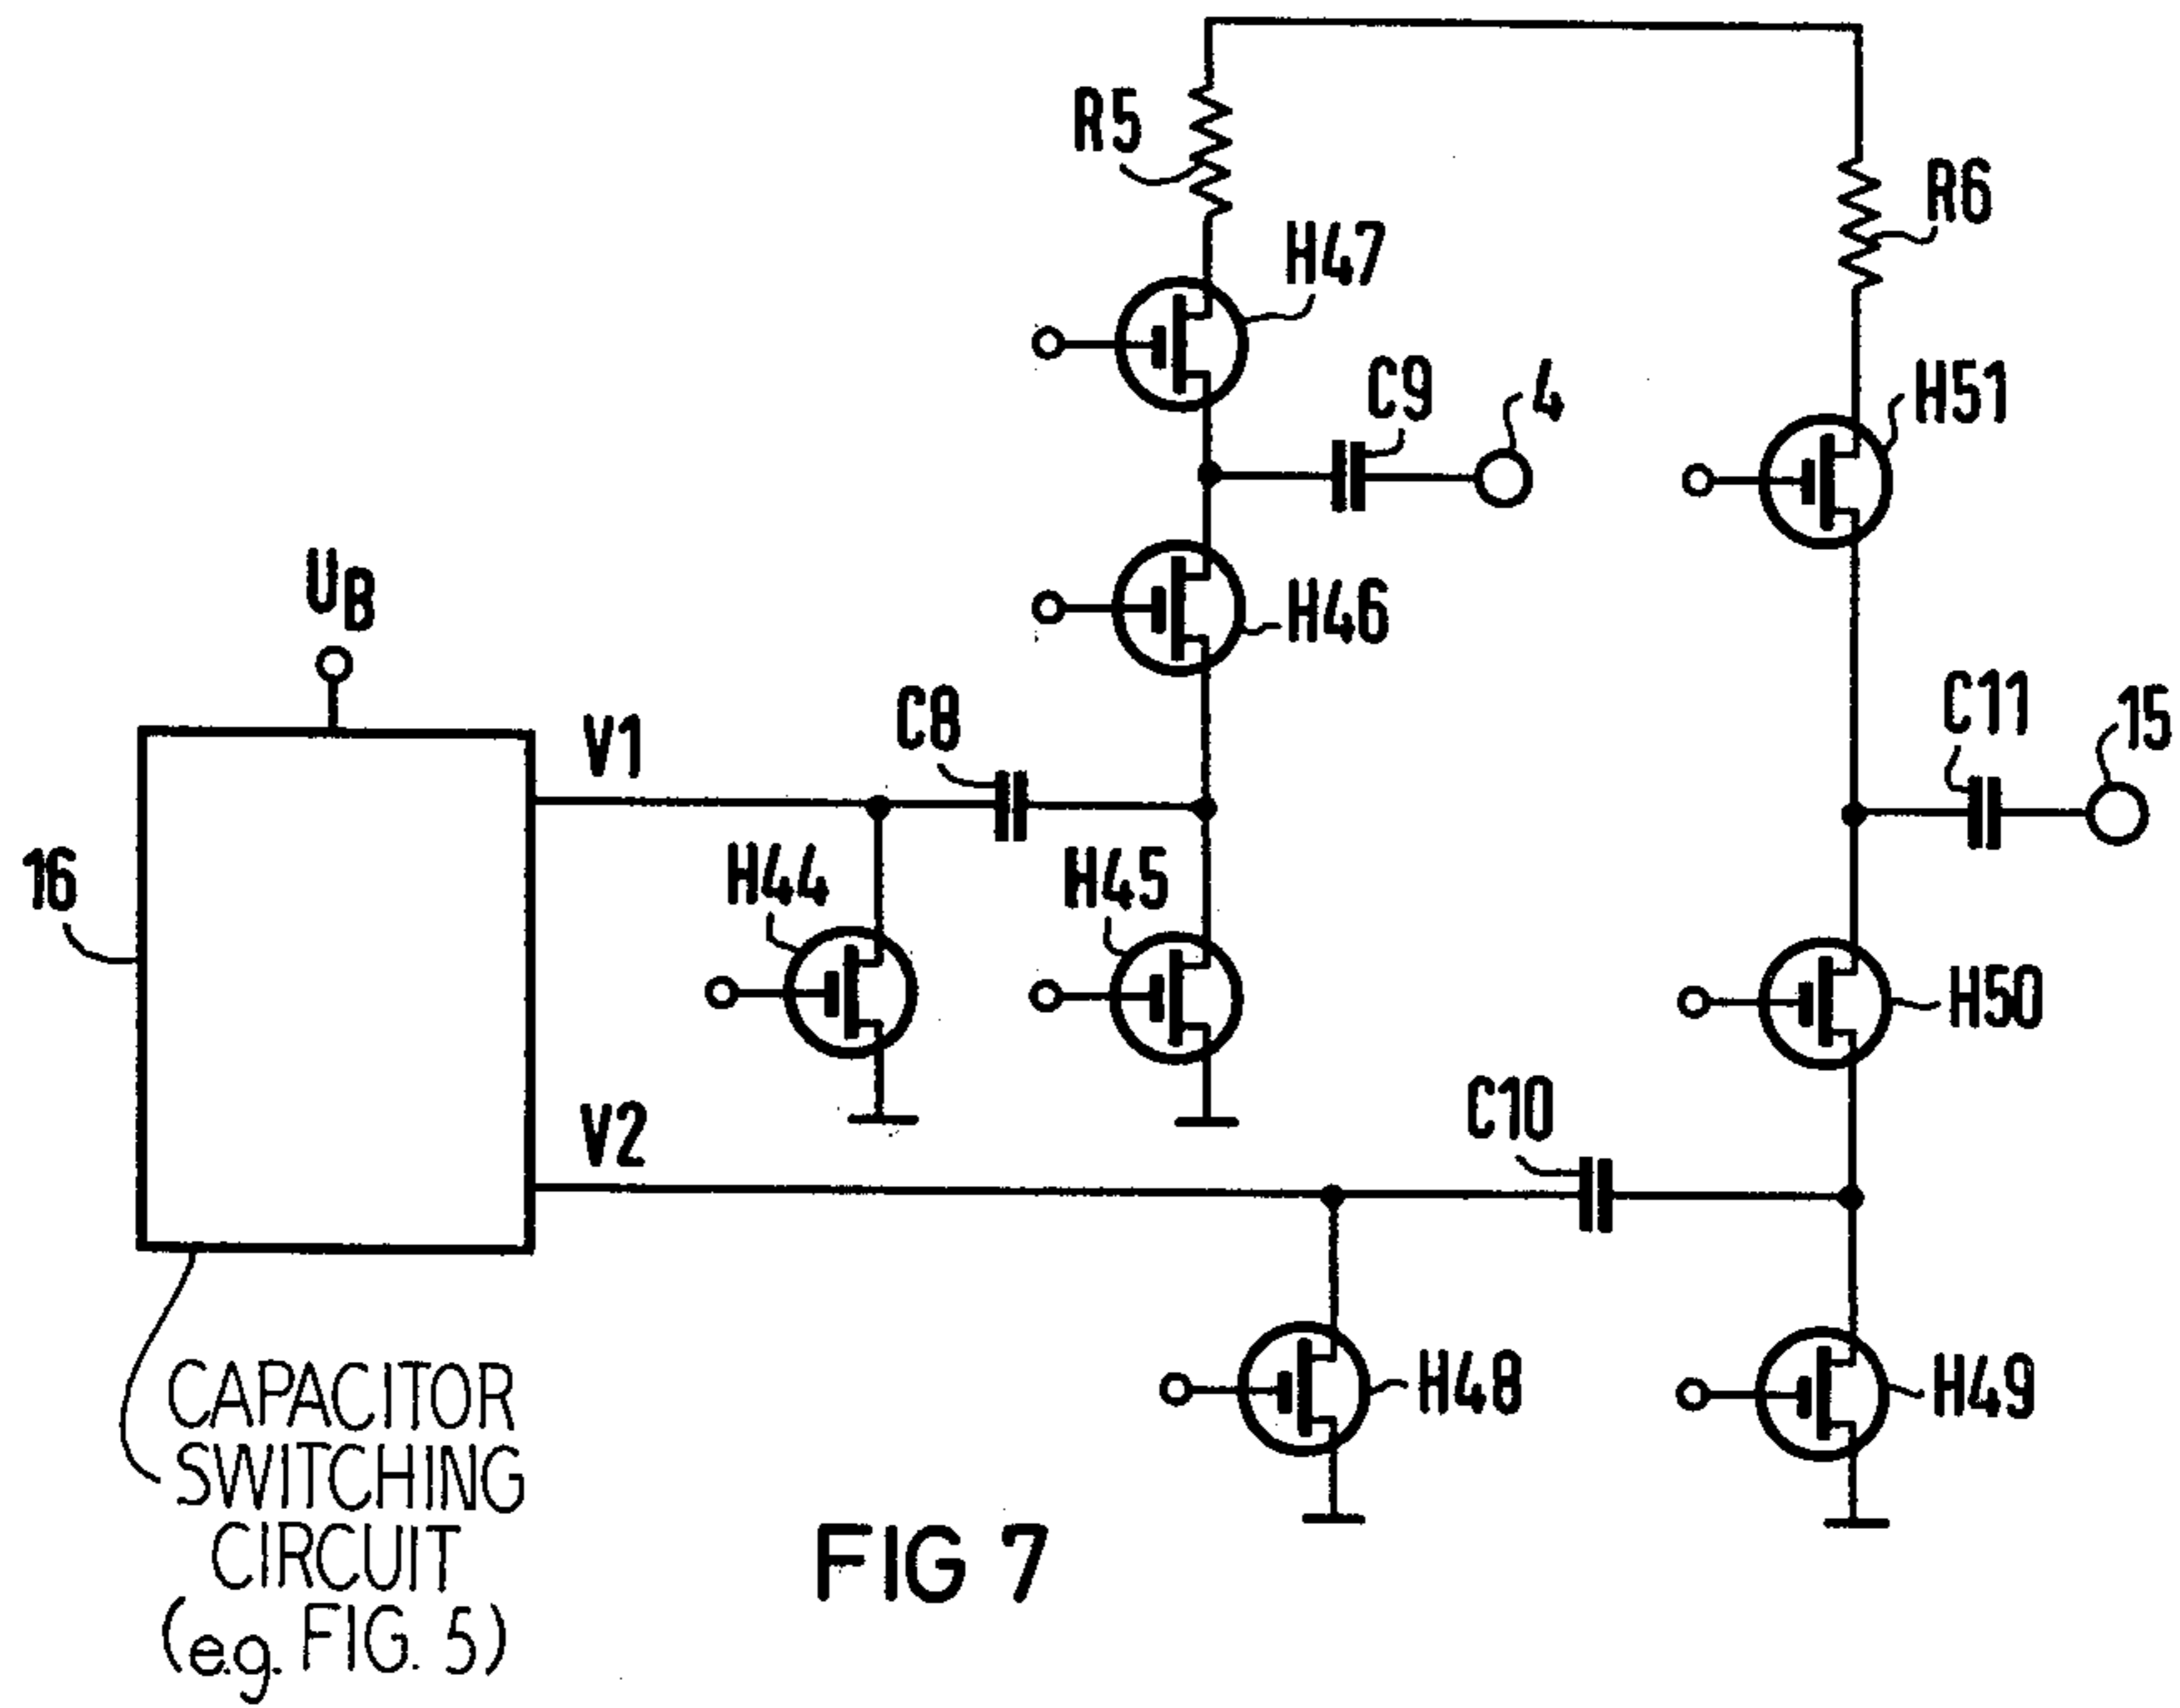 R5
R6
H47
C9
4
H51
UB
H46
C8
C11
15
V1
16
H44
H45
H50
V2
C10
H48
H49
CAPACITOR
SWITCHING
CIRCUIT
(e.g. FIG. 5)
FIG 7